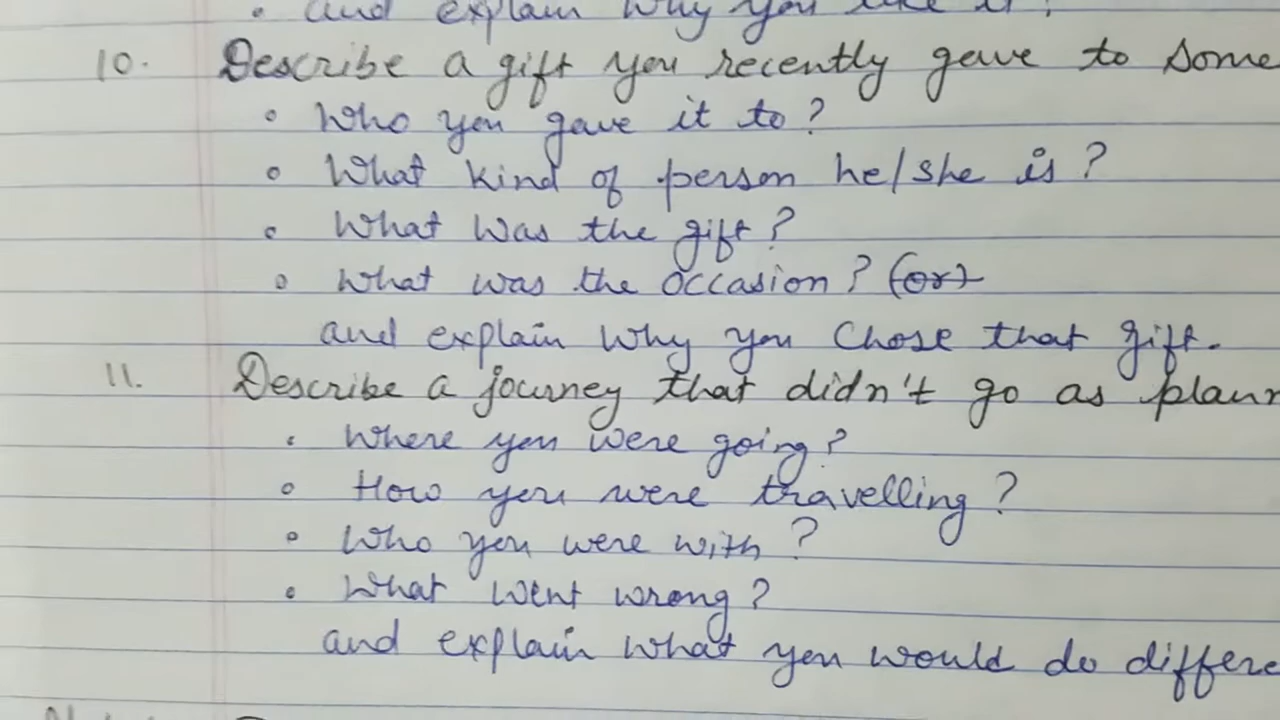 and explain why you like it.
10. Describe a gift you recently gave to some
• Who you gave it to?
• What kind of person he/she is?
• What was the gift?
• What was the occasion? (or)
and explain why you chose that gift.
11. Describe a journey that didn't go as plann
• Where you were going?
• How you were travelling?
• Who you were with?
• What went wrong?
and explain what you would do differe